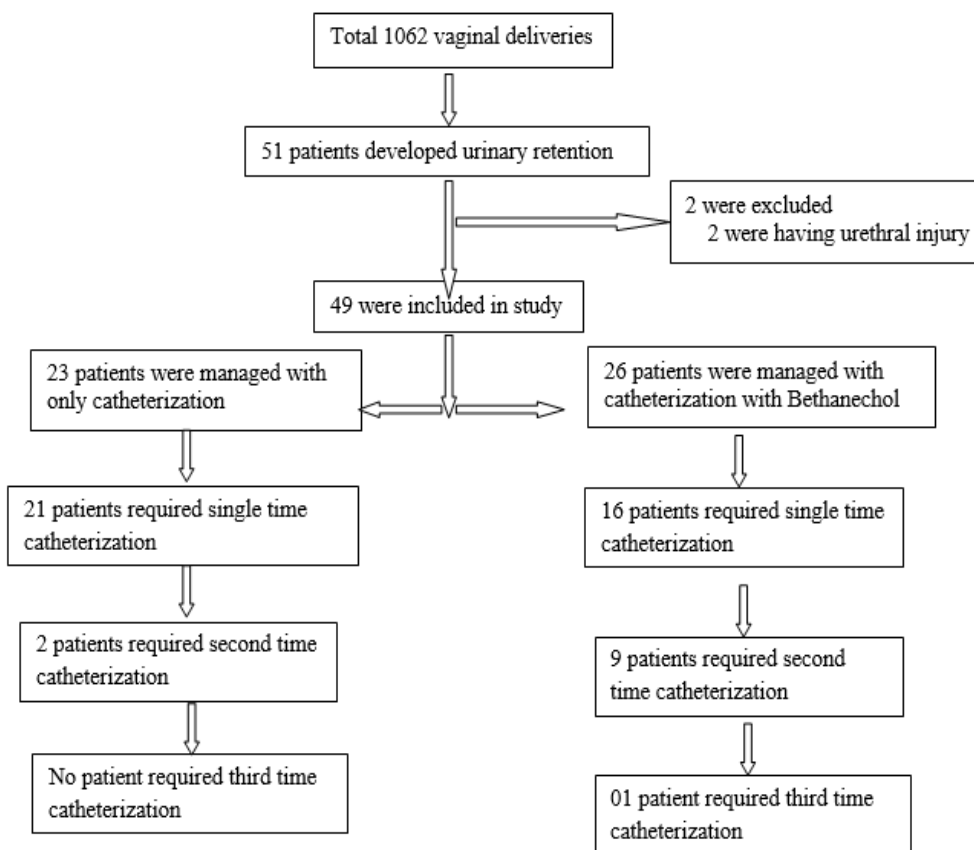 Total 1062 vaginal deliveries
51 patients developed urinary retention
2 were excluded
2 were having urethral injury
49 were included in study
23 patients were managed with
only catheterization
26 patients were managed with
catheterization with Bethanechol
21 patients required single time
catheterization
16 patients required single time
catheterization
2 patients required second time
catheterization
9 patients required second
time catheterization
No patient required third time
catheterization
01 patient required third time
catheterization